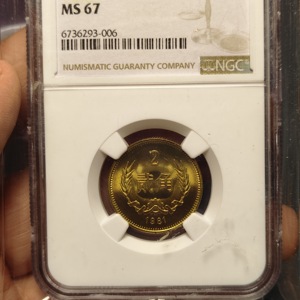 MS 67
6736293-006
NUMISMATIC GUARANTY COMPANY
NGC
2
1981